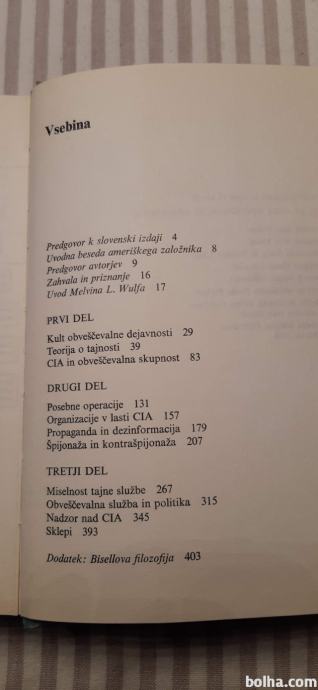 Vsebina
Predgovor k slovenski izdaji 4
Uvodna beseda ameriškega založnika 8
Predgovor avtorjev 9
Zahvala in priznanje 16
Uvod Melvina L. Wulfa 17
PRVI DEL
Kult obveščevalne dejavnosti 29
Teorija o tajnosti 39
CIA in obveščevalna skupnost 83
DRUGI DEL
Posebne operacije 131
Organizacije v lasti CIA 157
Propaganda in dezinformacija 179
Špijonaža in kontrašpijonaža 207
TRETJI DEL
Miselnost tajne službe 267
Obveščevalna služba in politika 315
Nadzor nad CIA 345
Sklepi 393
Dodatek: Bisellova filozofija 403
bolha.com